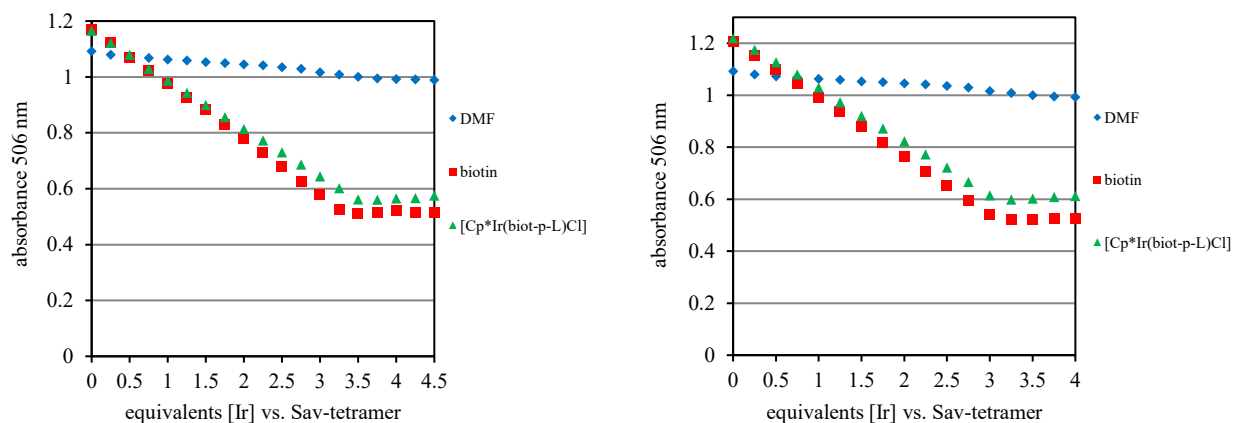 absorbance 506 nm
1.2
1
0.8
0.6
0.4
0.2
0
0 0.5 1 1.5 2 2.5 3 3.5 4 4.5
equivalents [Ir] vs. Sav-tetramer
DMF
biotin
[Cp*Ir(biot-p-L)Cl]
absorbance 506 nm
1.2
1
0.8
0.6
0.4
0.2
0
0 0.5 1 1.5 2 2.5 3 3.5 4
equivalents [Ir] vs. Sav-tetramer
DMF
biotin
[Cp*Ir(biot-p-L)Cl]